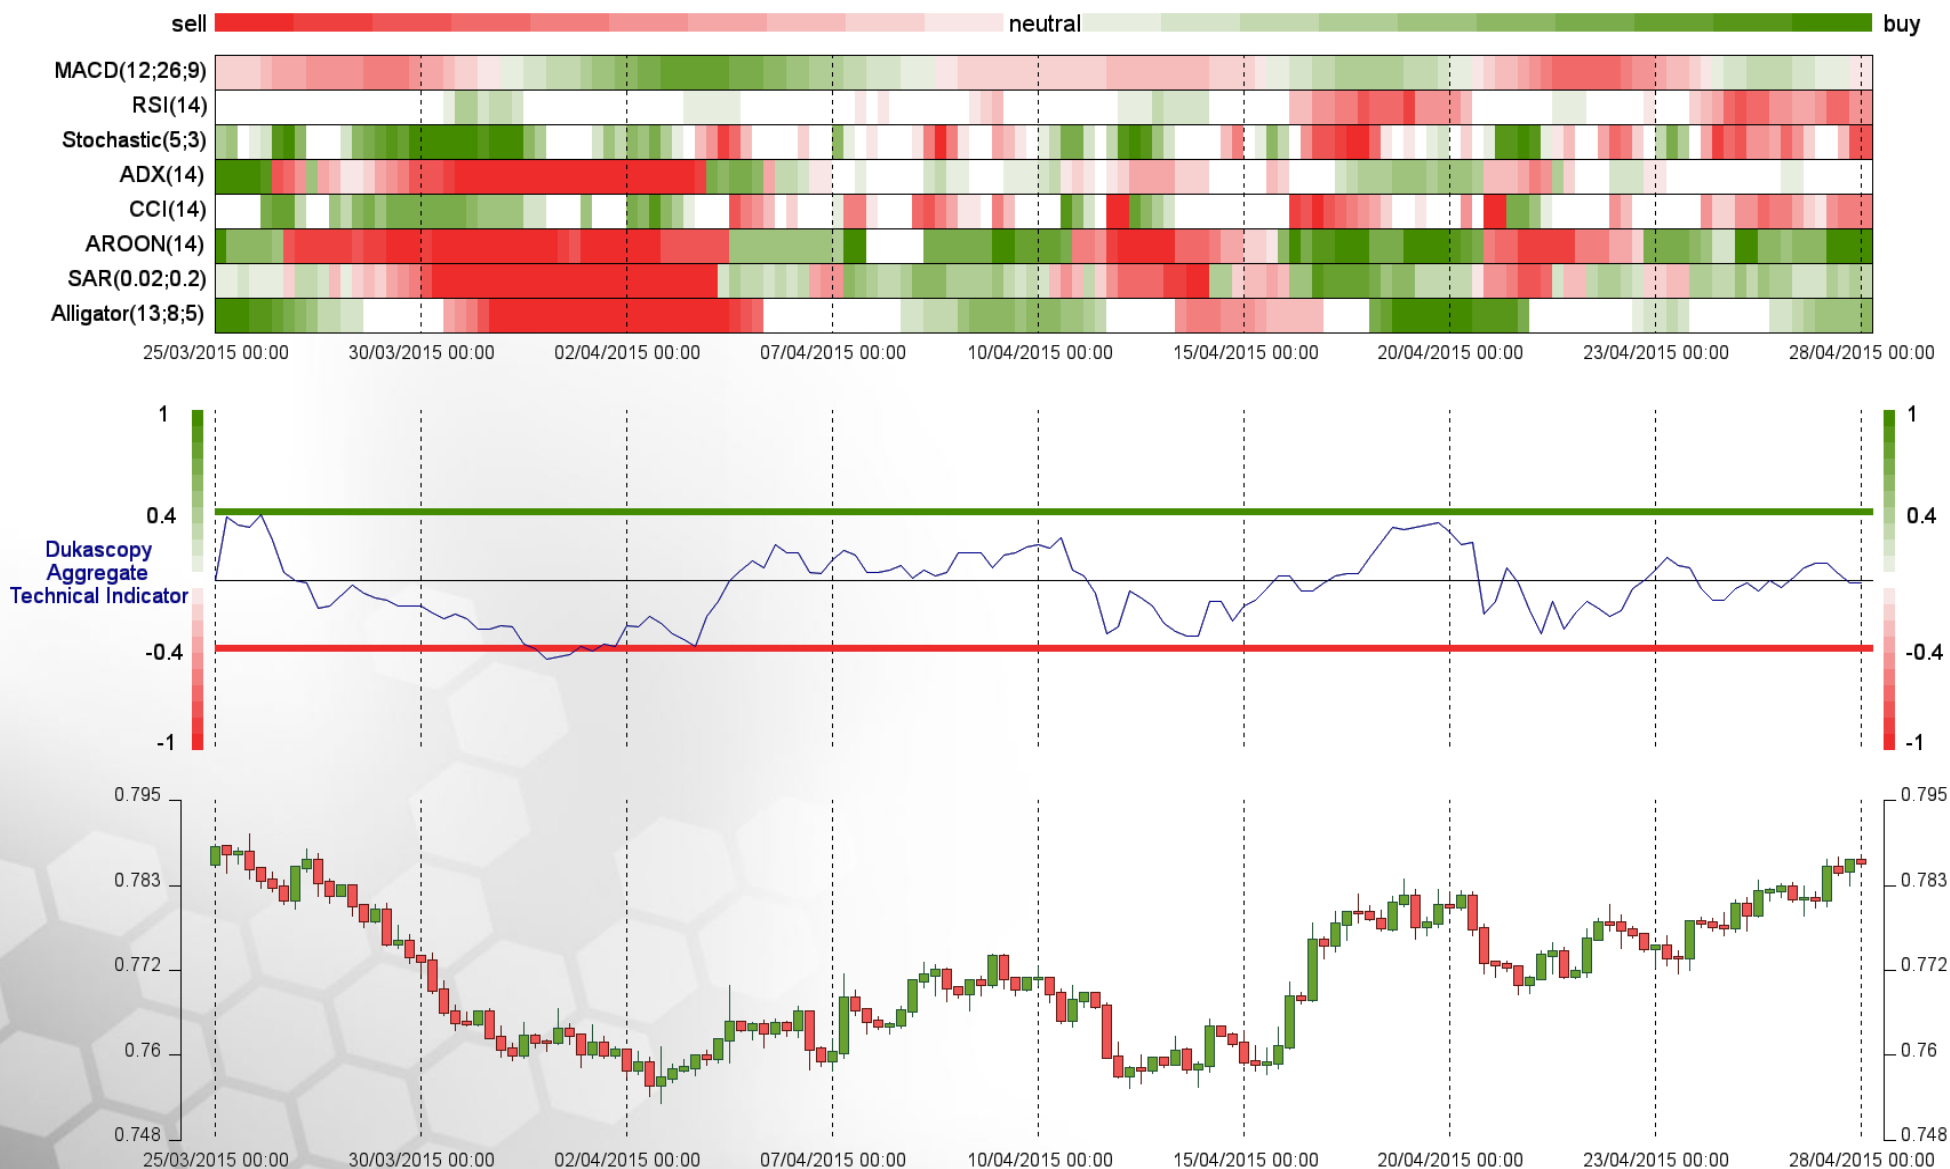 sell neutral buy
MACD(12;26;9)
RSI(14)
Stochastic(5;3)
ADX(14)
CCI(14)
AROON(14)
SAR(0.02;0.2)
Alligator(13;8;5)
25/03/2015 00:00 30/03/2015 00:00 02/04/2015 00:00 07/04/2015 00:00 10/04/2015 00:00 15/04/2015 00:00 20/04/2015 00:00 23/04/2015 00:00 28/04/2015 00:00
1 1
0.4 0.4
Dukascopy
Aggregate
Technical Indicator
-0.4 -0.4
-1 -1
0.795 0.795
0.783 0.783
0.772 0.772
0.76 0.76
0.748 0.748
25/03/2015 00:00 30/03/2015 00:00 02/04/2015 00:00 07/04/2015 00:00 10/04/2015 00:00 15/04/2015 00:00 20/04/2015 00:00 23/04/2015 00:00 28/04/2015 00:00